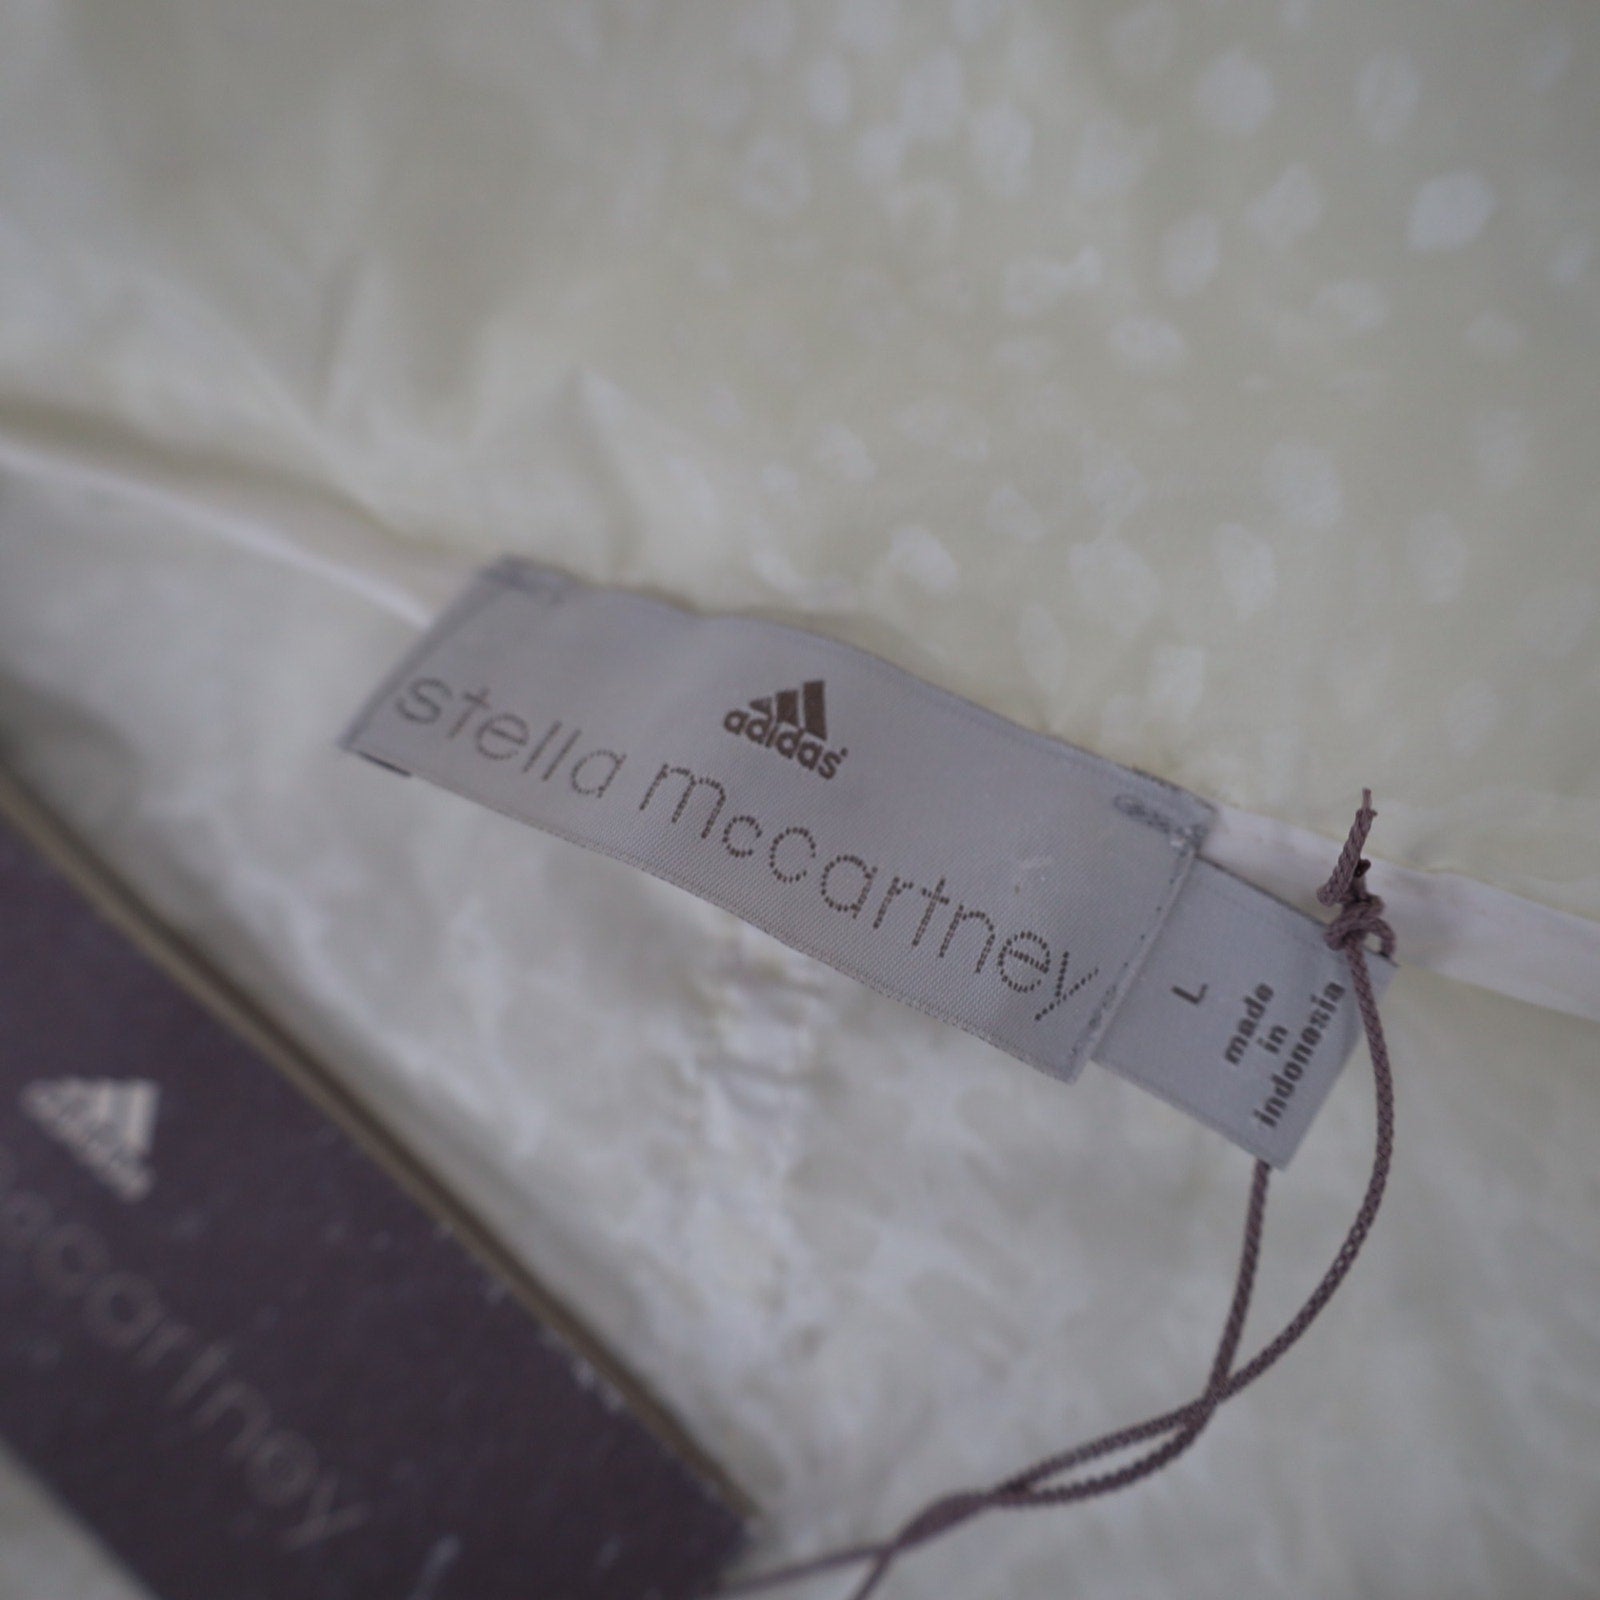 adidas
stella mccartney
L
made
in
indonesia
adidas
mccartney